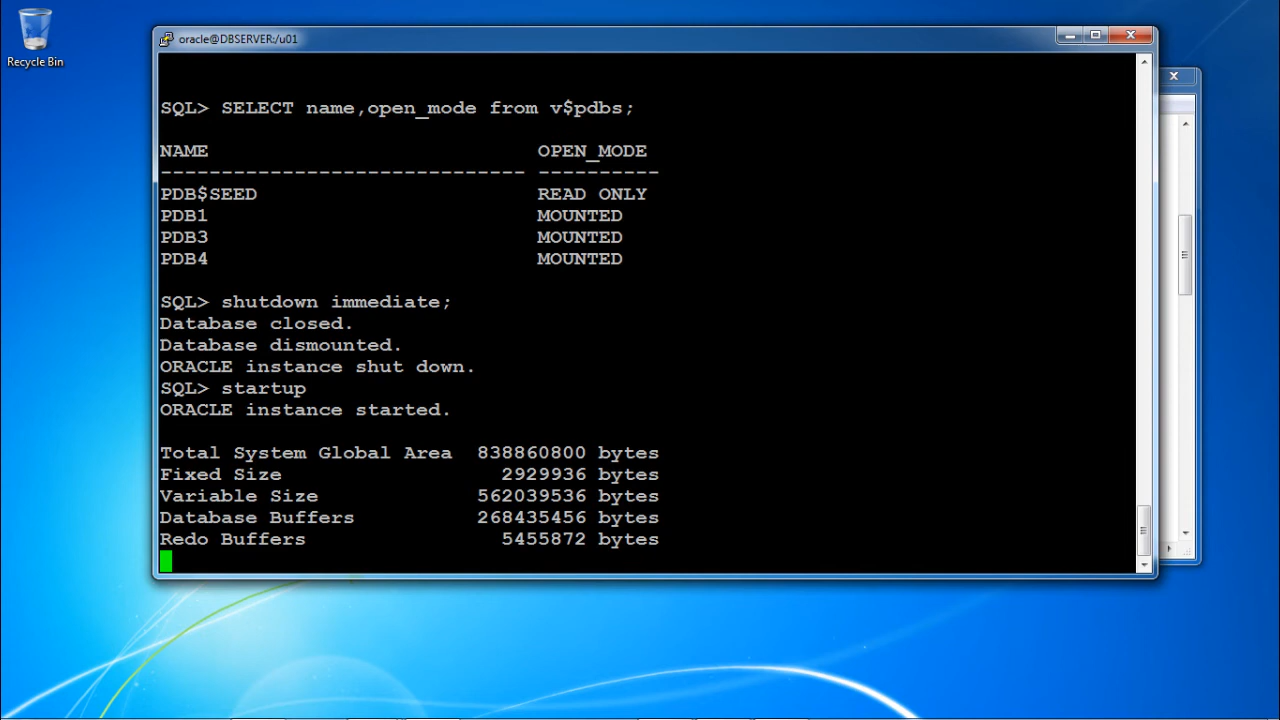 Recycle Bin
oracle@DBSERVER:/u01
SQL> SELECT name,open_mode from v$pdbs;
NAME                           OPEN_MODE
------------------------------ ----------
PDB$SEED                       READ ONLY
PDB1                           MOUNTED
PDB3                           MOUNTED
PDB4                           MOUNTED
SQL> shutdown immediate;
Database closed.
Database dismounted.
ORACLE instance shut down.
SQL> startup
ORACLE instance started.
Total System Global Area  838860800 bytes
Fixed Size                  2929936 bytes
Variable Size             562039536 bytes
Database Buffers          268435456 bytes
Redo Buffers                5455872 bytes